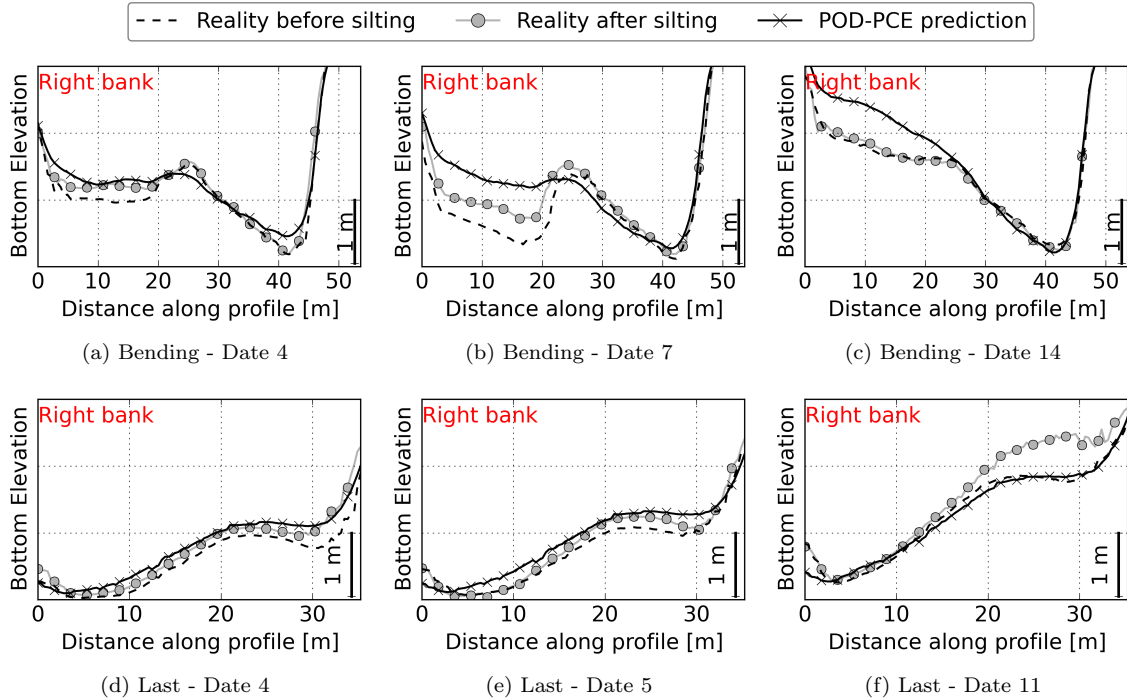 Reality before silting Reality after silting POD-PCE prediction
Right bank Right bank Right bank
Bottom Elevation Bottom Elevation Bottom Elevation
1 m 1 m 1 m
0 10 20 30 40 50 0 10 20 30 40 50 0 10 20 30 40 50
Distance along profile [m] Distance along profile [m] Distance along profile [m]
(a) Bending - Date 4 (b) Bending - Date 7 (c) Bending - Date 14
Right bank Right bank Right bank
Bottom Elevation Bottom Elevation Bottom Elevation
1 m 1 m 1 m
0 10 20 30 0 10 20 30 0 10 20 30
Distance along profile [m] Distance along profile [m] Distance along profile [m]
(d) Last - Date 4 (e) Last - Date 5 (f) Last - Date 11